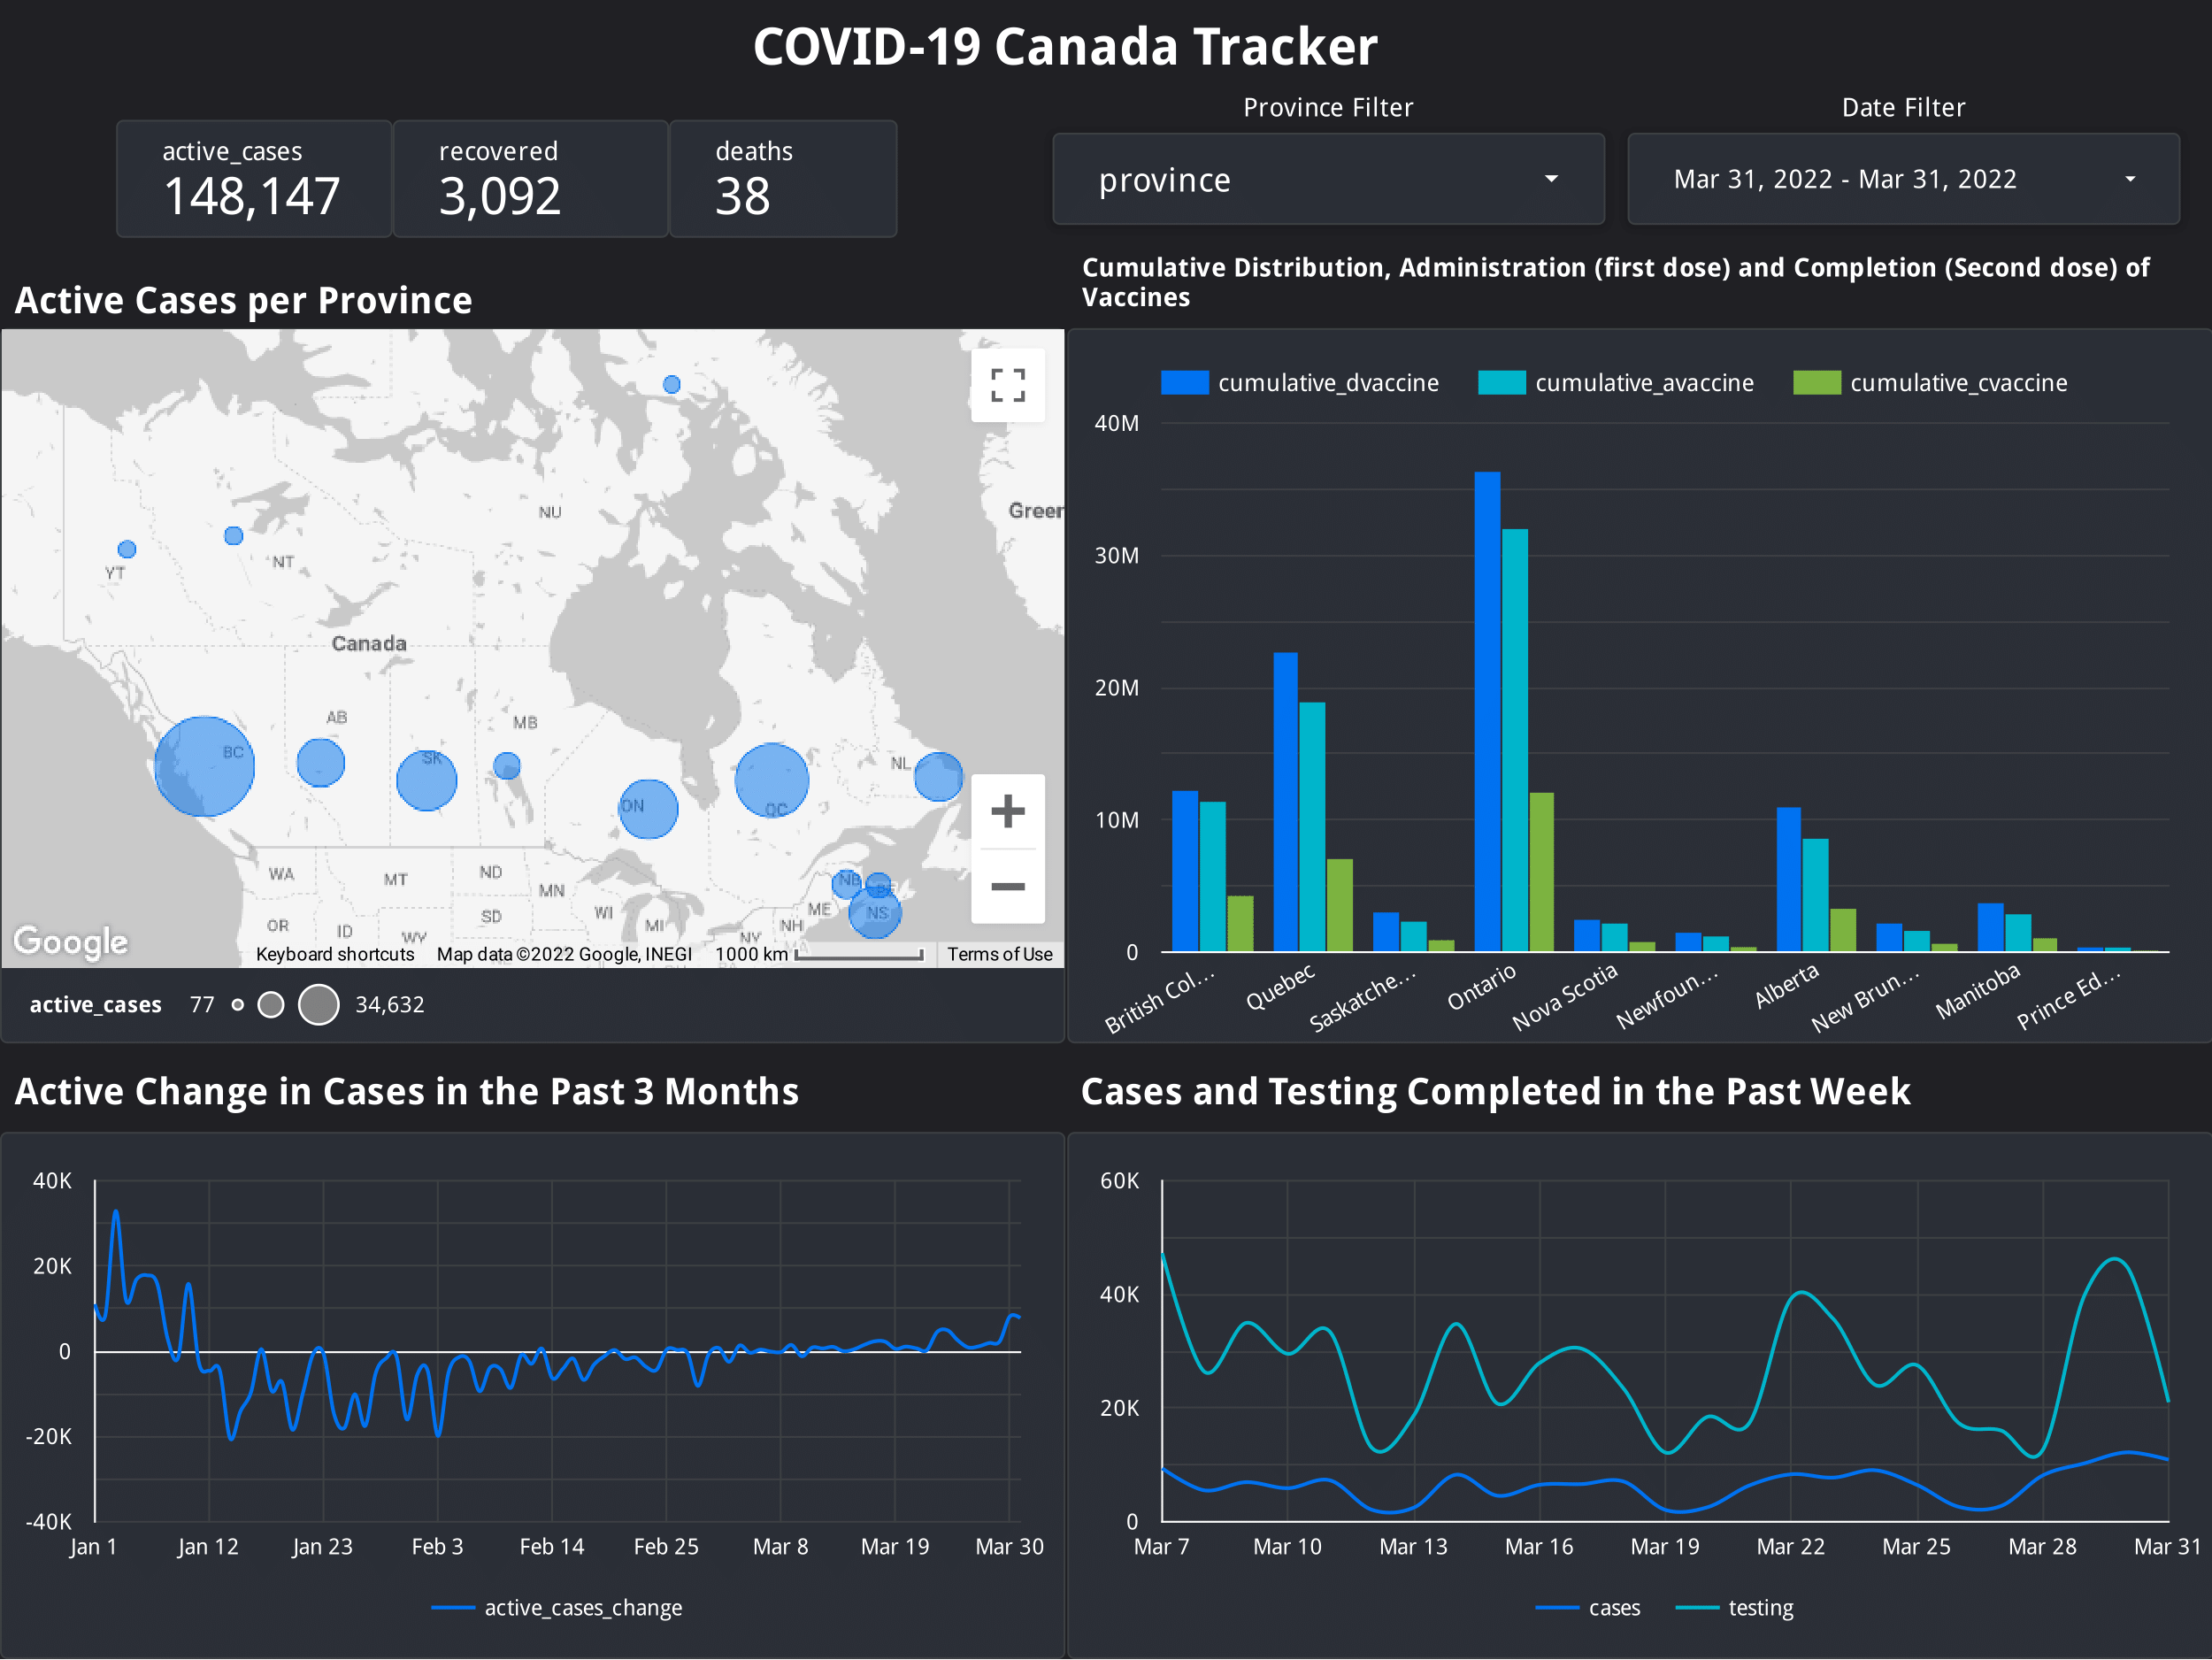 COVID-19 Canada Tracker
Province Filter
Date Filter
active_cases
148,147
recovered
3,092
deaths
38
province
Mar 31, 2022 - Mar 31, 2022
Active Cases per Province
Cumulative Distribution, Administration (first dose) and Completion (Second dose) of
Vaccines
NU
Green
YT
NT
Canada
AB
MB
BC
SK
ON
QC
NL
NB
PE
NS
WA
MT
ND
MN
OR
ID
WY
SD
WI
MI
NY
NH
ME
Google
Keyboard shortcuts
Map data ©2022 Google, INEGI
1000 km
Terms of Use
active_cases
77
34,632
cumulative_dvaccine
cumulative_avaccine
cumulative_cvaccine
40M
30M
20M
10M
0
British Col...
Quebec
Saskatche...
Ontario
Nova Scotia
Newfoun...
Alberta
New Brun...
Manitoba
Prince Ed...
Active Change in Cases in the Past 3 Months
40K
20K
0
-20K
-40K
Jan 1
Jan 12
Jan 23
Feb 3
Feb 14
Feb 25
Mar 8
Mar 19
Mar 30
active_cases_change
Cases and Testing Completed in the Past Week
60K
40K
20K
0
Mar 7
Mar 10
Mar 13
Mar 16
Mar 19
Mar 22
Mar 25
Mar 28
Mar 31
cases
testing